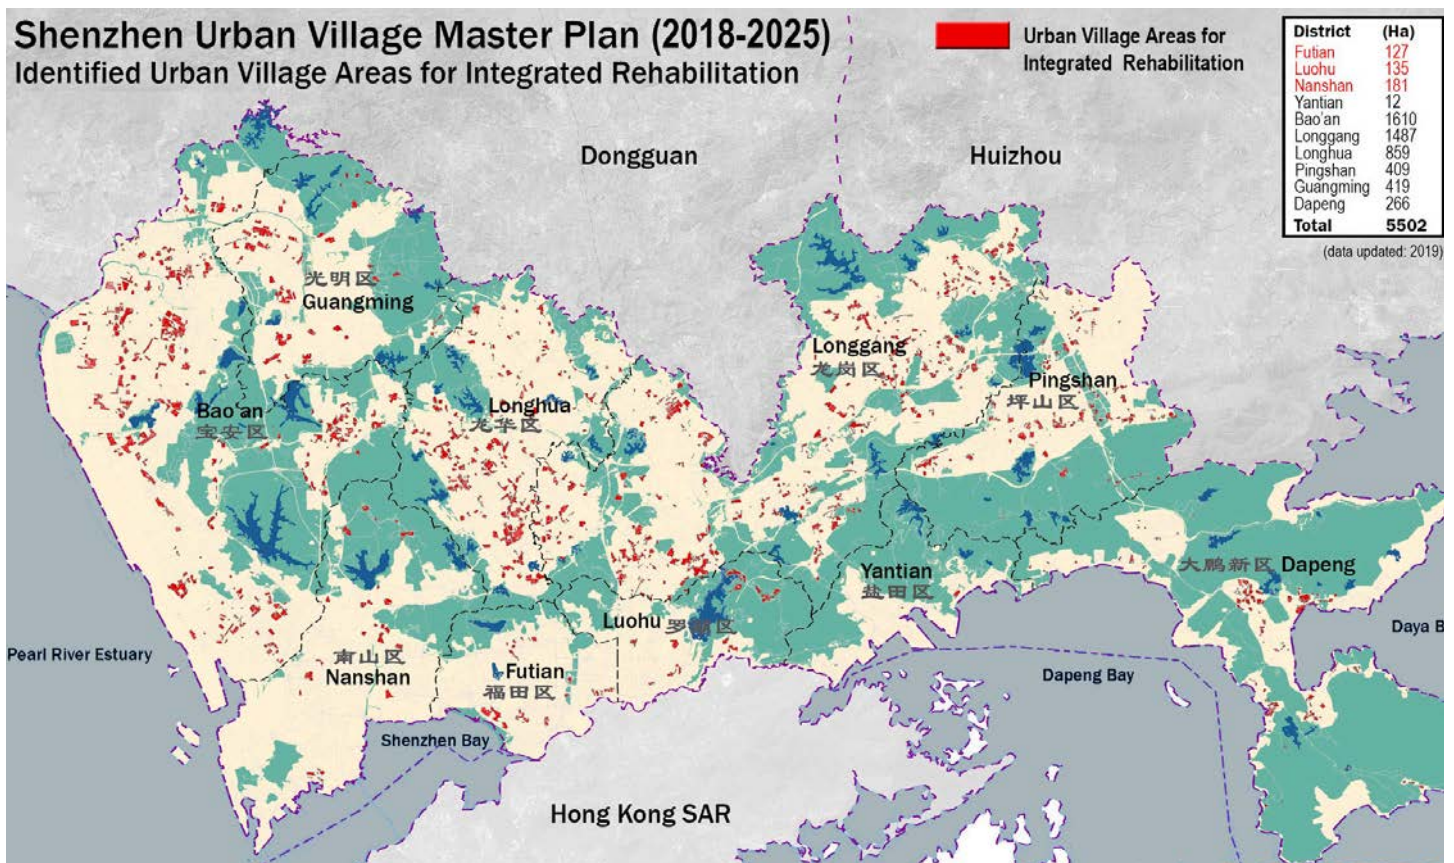 Shenzhen Urban Village Master Plan (2018-2025)
Identified Urban Village Areas for Integrated Rehabilitation
Urban Village Areas for
Integrated Rehabilitation
District (Ha)
Futian 127
Luohu 135
Nanshan 181
Yantian 12
Bao'an 1610
Longgang 1487
Longhua 859
Pingshan 409
Guangming 419
Dapeng 266
Total 5502
(data updated: 2019)
Dongguan
Huizhou
光明区
Guangming
Longgang
龙岗区
Pingshan
坪山区
Bao'an
宝安区
Longhua
龙华区
Yantian
盐田区
大鹏新区 Dapeng
Luohu 罗湖区
南山区
Nanshan
Futian
福田区
Pearl River Estuary
Daya B
Dapeng Bay
Shenzhen Bay
Hong Kong SAR